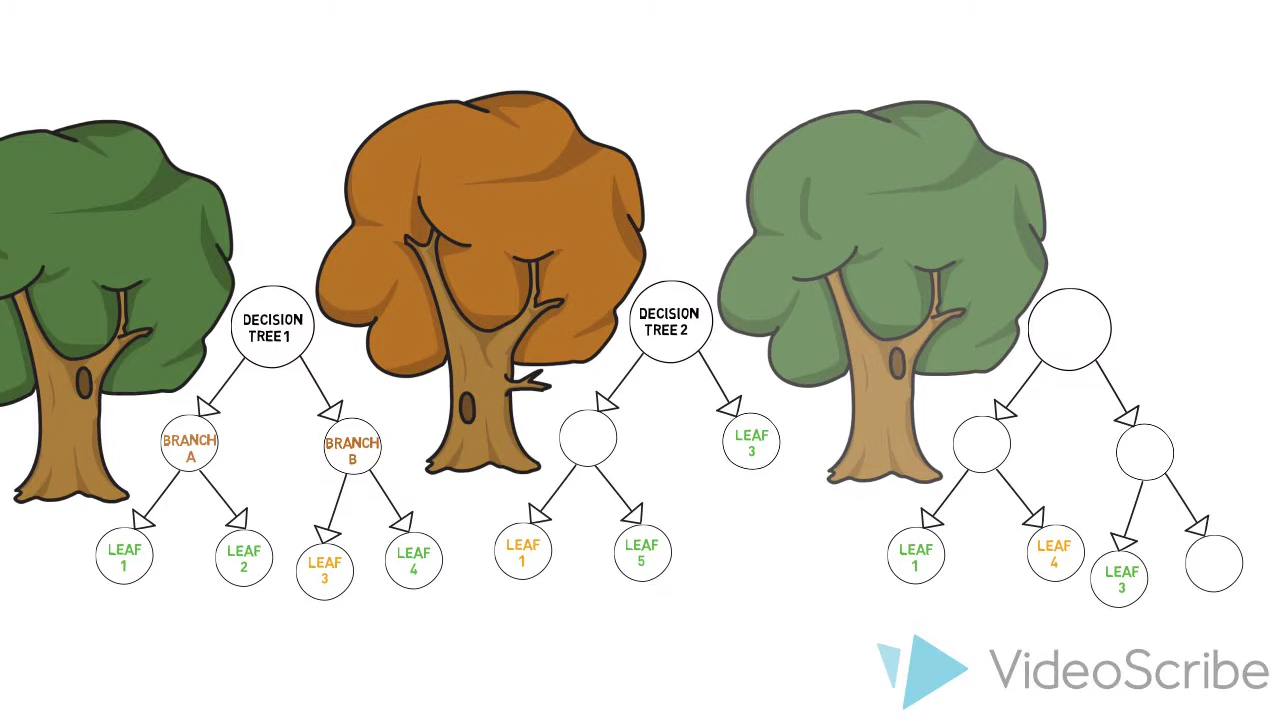 DECISION
TREE 1
BRANCH
A
BRANCH
B
LEAF
1
LEAF
2
LEAF
3
LEAF
4
DECISION
TREE 2
LEAF
3
LEAF
1
LEAF
5
LEAF
1
LEAF
4
LEAF
3
VideoScribe